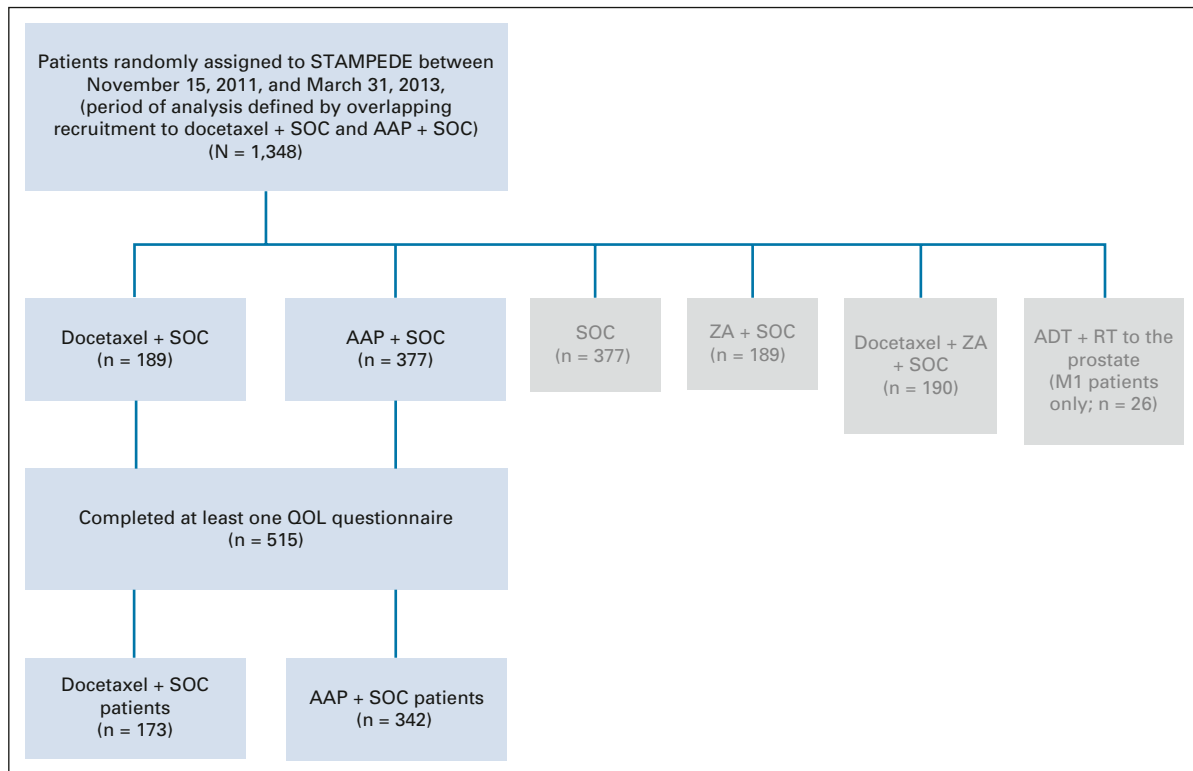 Patients randomly assigned to STAMPEDE between
November 15, 2011, and March 31, 2013,
(period of analysis defined by overlapping
recruitment to docetaxel + SOC and AAP + SOC)
(N = 1,348)
Docetaxel + SOC
(n = 189)
AAP + SOC
(n = 377)
SOC
(n = 377)
ZA + SOC
(n = 189)
Docetaxel + ZA
+ SOC
(n = 190)
ADT + RT to the
prostate
(M1 patients
only; n = 26)
Completed at least one QOL questionnaire
(n = 515)
Docetaxel + SOC
patients
(n = 173)
AAP + SOC patients
(n = 342)